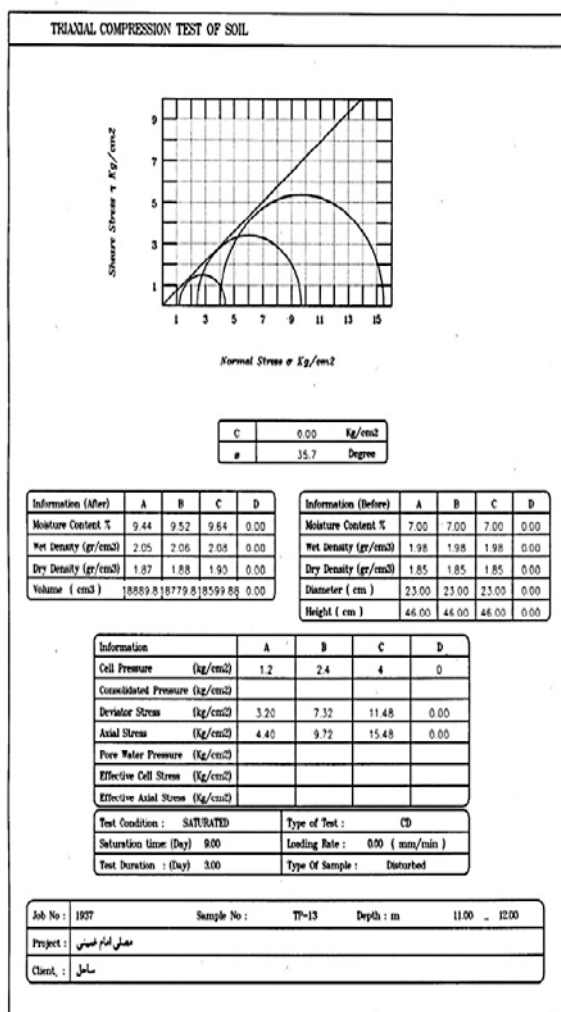 TRIAXIAL COMPRESSION TEST OF SOIL
Sheare Stress τ Kg/cm2
9
7
5
3
1
1 3 5 7 9 11 13 15
Normal Stress σ Kg/cm2
C 0.00 Kg/cm2
ø 35.7 Degree
Information (After) A B C D
Moisture Content % 9.44 9.52 9.64 0.00
Wet Density (gr/cm3) 2.05 2.06 2.08 0.00
Dry Density (gr/cm3) 1.87 1.88 1.90 0.00
Volume ( cm3 ) 18889.8 18779.8 18599.88 0.00
Information (Before) A B C D
Moisture Content % 7.00 7.00 7.00 0.00
Wet Density (gr/cm3) 1.98 1.98 1.98 0.00
Dry Density (gr/cm3) 1.85 1.85 1.85 0.00
Diameter ( cm ) 23.00 23.00 23.00 0.00
Height ( cm ) 46.00 46.00 46.00 0.00
Information A B C D
Cell Pressure (kg/cm2) 1.2 2.4 4 0
Consolidated Pressure (kg/cm2)
Deviator Stress (kg/cm2) 3.20 7.32 11.48 0.00
Axial Stress (Kg/cm2) 4.40 9.72 15.48 0.00
Pore Water Pressure (Kg/cm2)
Effective Cell Stress (Kg/cm2)
Effective Axial Stress (Kg/cm2)
Test Condition : SATURATED Type of Test : CD
Saturation time: (Day) 9.00 Loading Rate : 0.00 ( mm/min )
Test Duration : (Day) 3.00 Type Of Sample : Disturbed
Job No : 1937 Sample No : TP-13 Depth : m 11.00 _ 12.00
Project : مصلی امام خمینی
Client, : ساحل